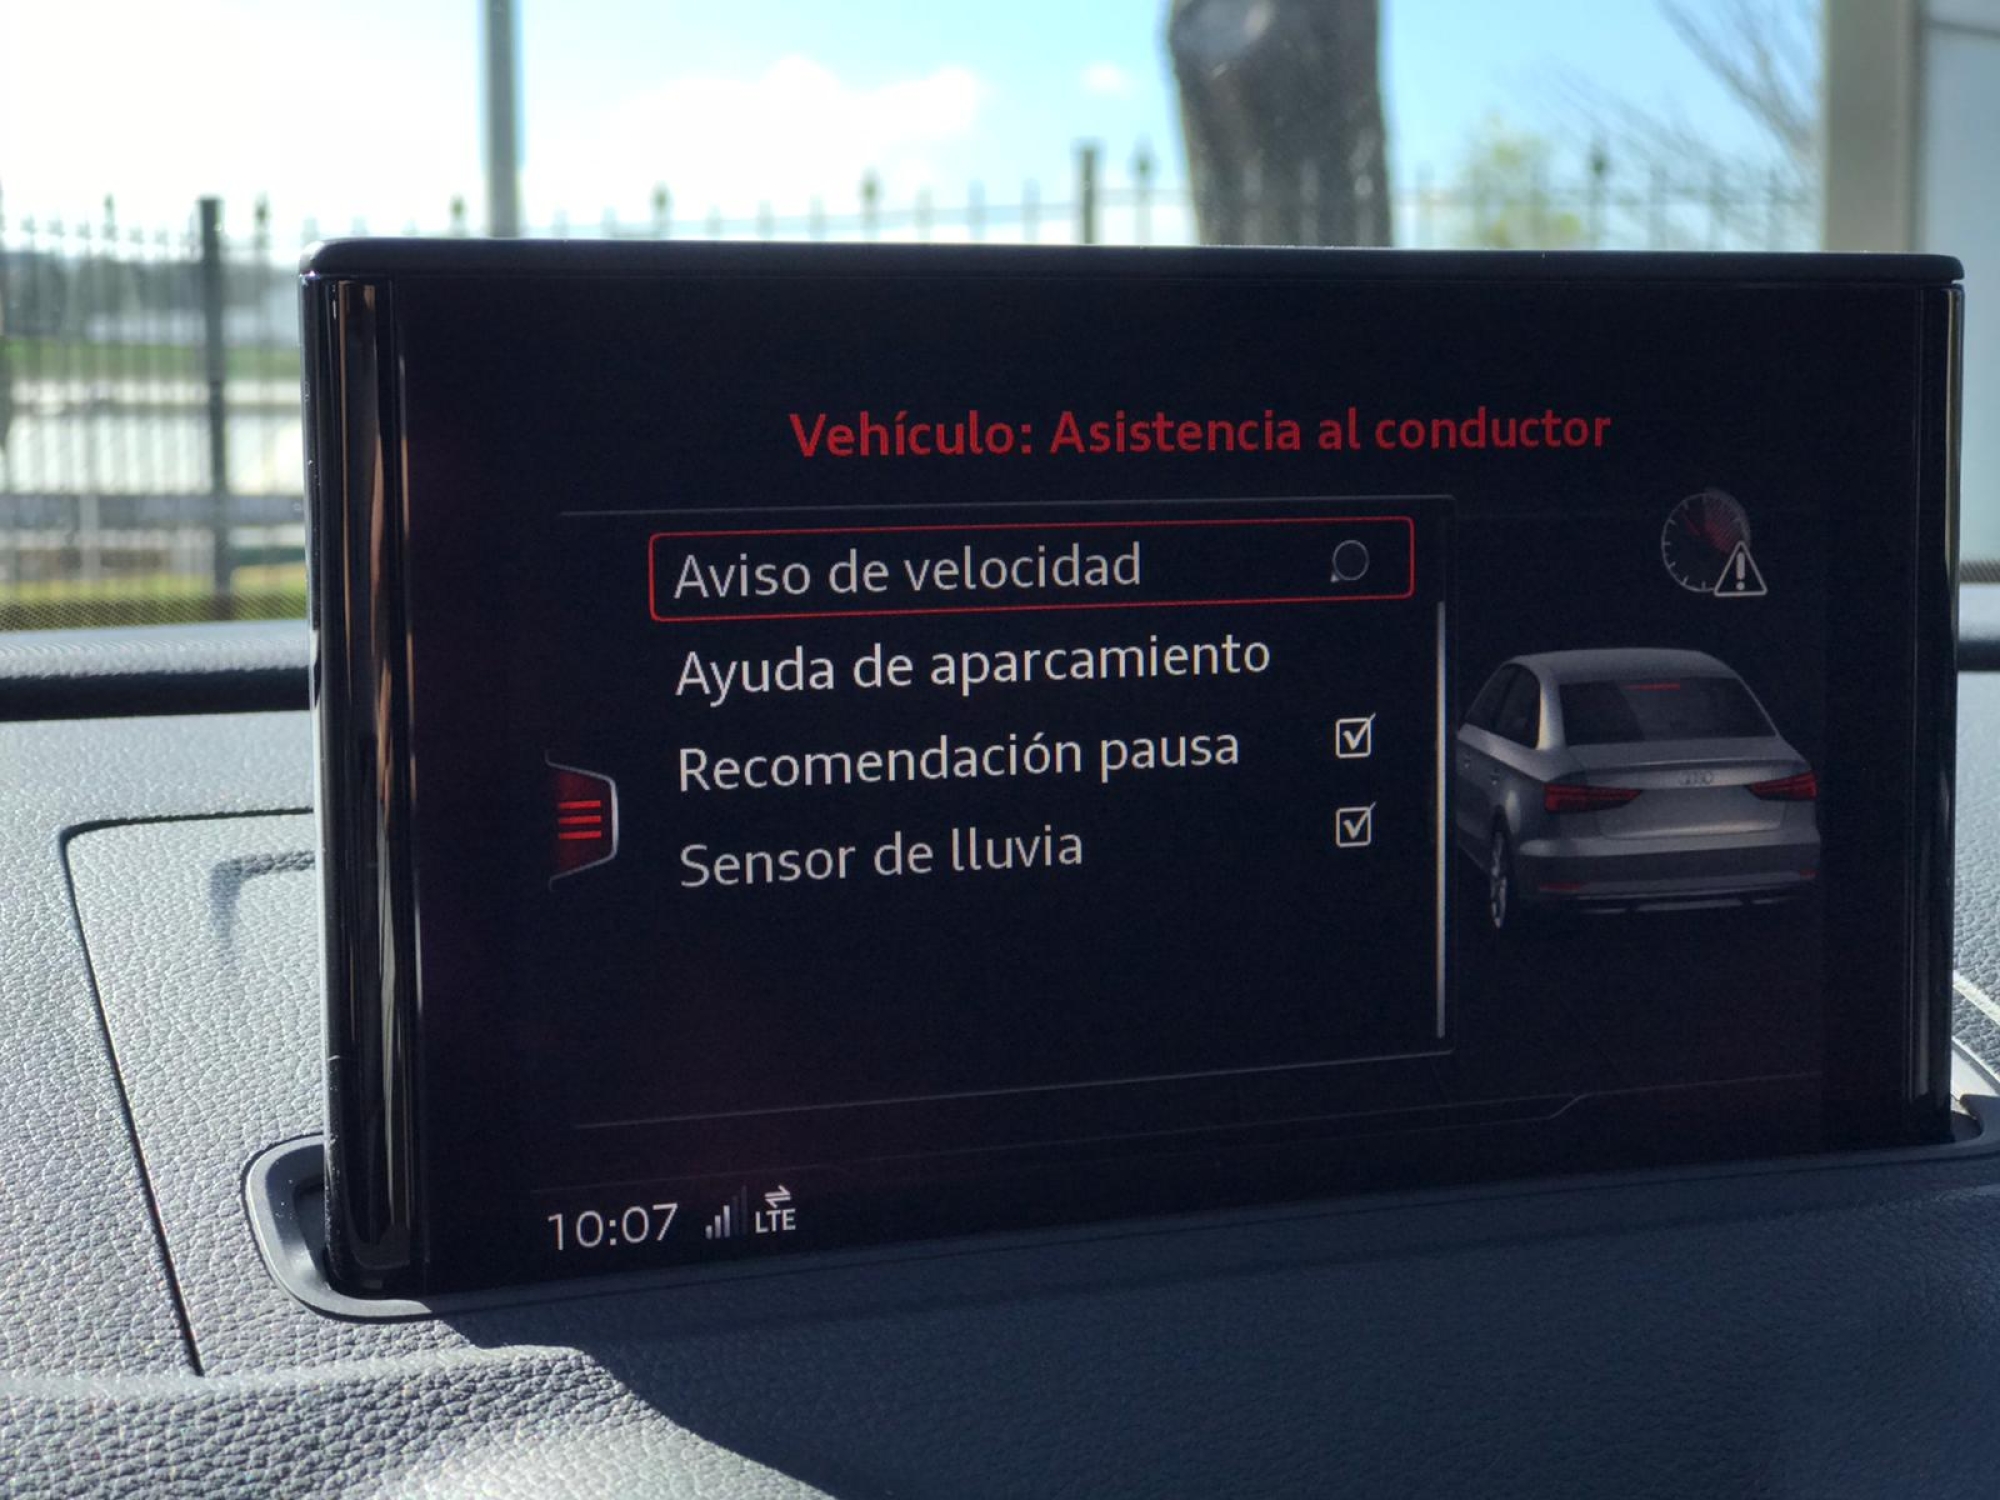 Vehículo: Asistencia al conductor
Aviso de velocidad
Ayuda de aparcamiento
Recomendación pausa
Sensor de lluvia
10:07 LTE